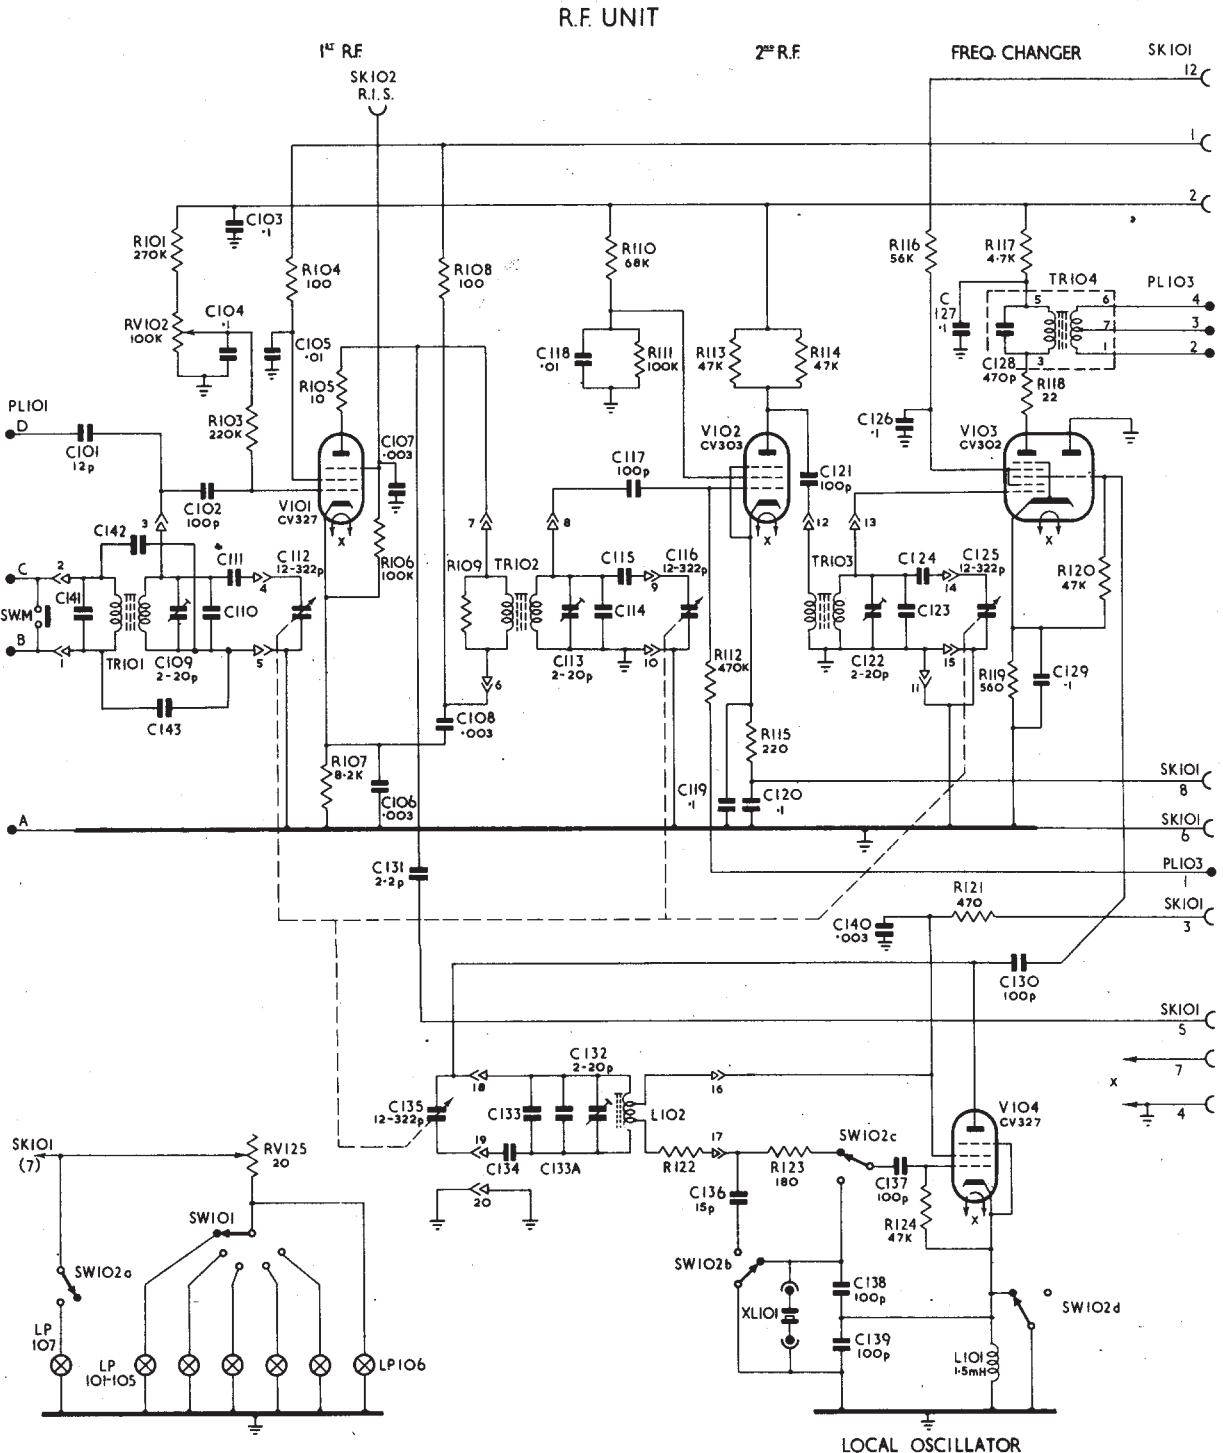 R.F. UNIT
1ST R.F.
2ND R.F.
FREQ. CHANGER
SK101
12
SK102
R.I.S.
1
2
C103
·1
R101
270K
R104
100
R108
100
R110
68K
R116
56K
R117
4·7K
TR104
PL103
C104
·1
RV102
100K
C105
·01
C118
·01
R111
100K
R113
47K
R114
47K
C
127
·1
5
6
4
7
3
1
2
C128
470p
3
R118
22
R105
10
PL101
D
C101
12p
R103
220K
C107
·003
V102
CV303
C126
·1
V103
CV302
C117
100p
C121
100p
C102
100p
V101
CV327
X
3
7
8
12
13
X
X
C142
C111
C112
12-322p
R106
100K
R109
TR102
C115
C116
12-322p
TR103
C124
C125
12-322p
R120
47K
C
2
C141
4
9
14
SW.M
C110
C114
C123
B
1
TR101
C109
2-20p
5
C113
2-20p
10
R112
470K
C122
2-20p
15
11
6
R119
560
C129
·1
C143
C108
·003
R107
8·2K
C106
·003
R115
220
C119
·1
C120
·1
SK101
8
A
SK101
6
C131
2·2p
PL103
1
R121
470
SK101
3
C140
·003
C130
100p
SK101
5
7
X
4
C132
2-20p
18
16
C135
12-322p
C133
L102
V104
CV327
19
C134
C133A
R122
17
R123
180
SW102c
C137
100p
SK101
(7)
RV125
20
20
C136
15p
R124
47K
X
SW101
SW102b
SW102a
C138
100p
XL101
SW102d
C139
100p
L101
1·5mH
LP
107
LP
101-105
LP106
LOCAL OSCILLATOR